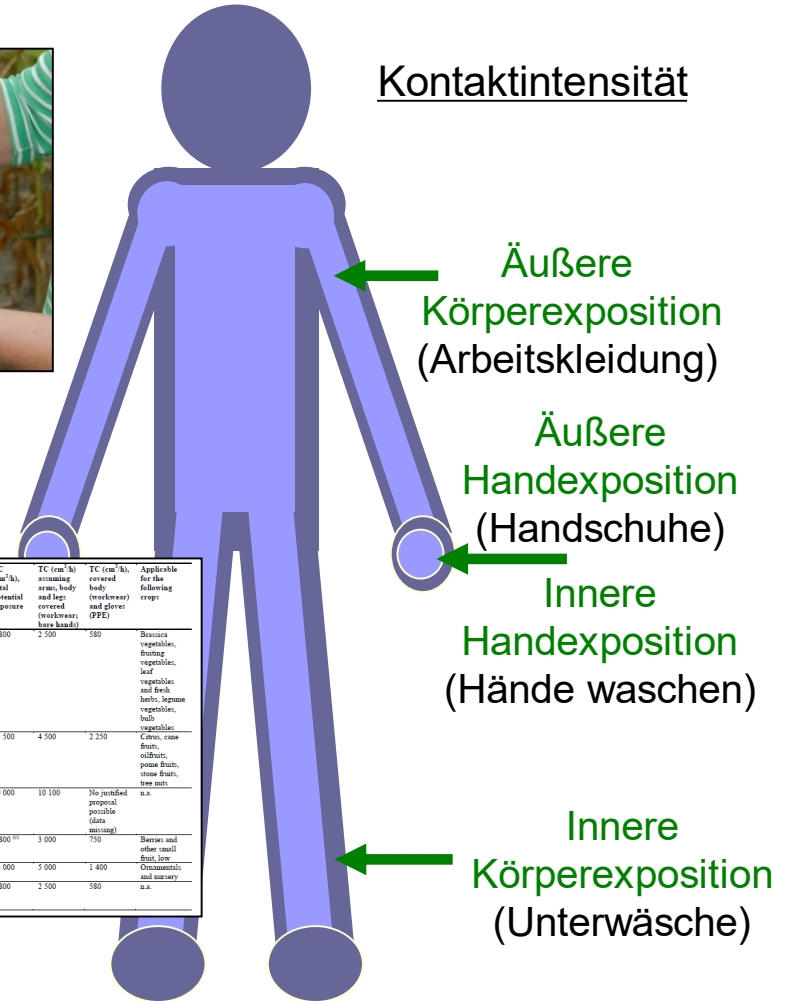 Kontaktintensität
Äußere
Körperexposition
(Arbeitskleidung)
Äußere
Handexposition
(Handschuhe)
Innere
Handexposition
(Hände waschen)
Innere
Körperexposition
(Unterwäsche)
TC (cm²/h) assuming arms, body and legs covered (workwear; bare hands)
TC (cm²/h), covered body (workwear) and gloves (PPE)
Applicable for the following crops
2 500 580 Brassica vegetables, fruiting vegetables, leaf vegetables and fresh herbs, legume vegetables, bulb vegetables
4 500 2 250 Citrus, cane fruits, oilfruits, pome fruits, stone fruits, tree nuts
10 100 No justified proposal possible (data missing) n.a.
3 000 750 Berries and other small fruit, low
5 000 1 400 Ornamentals and nursery
2 500 580 n.a.